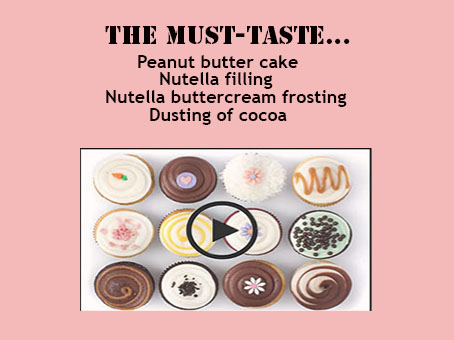 THE MUST-TASTE...
Peanut butter cake
Nutella filling
Nutella buttercream frosting
Dusting of cocoa